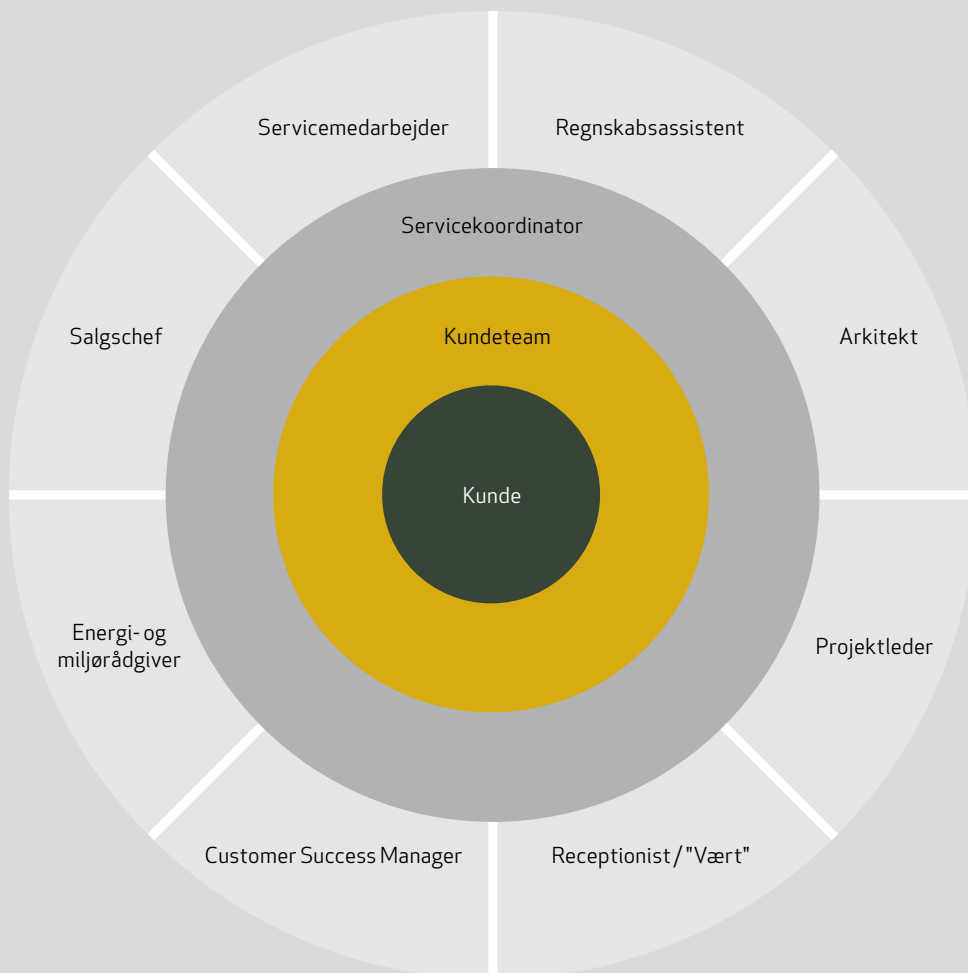 Servicemedarbejder
Regnskabsassistent
Servicekoordinator
Salgschef
Kundeteam
Arkitekt
Kunde
Energi- og
miljørådgiver
Projektleder
Customer Success Manager
Receptionist / "Vært"